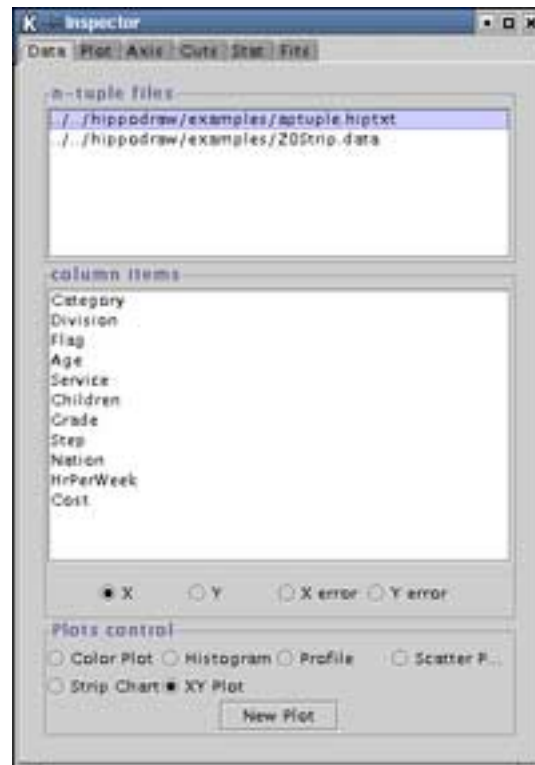 Inspector
Data Plot Axis Cuts Stat Fits
n-tuple files
../../hippodraw/examples/aptuple.hiptxt
../../hippodraw/examples/Z0Strip.data
column items
Category
Division
Flag
Age
Service
Children
Grade
Step
Nation
HrPerWeek
Cost
X Y X error Y error
Plots control
Color Plot Histogram Profile Scatter P...
Strip Chart XY Plot
New Plot